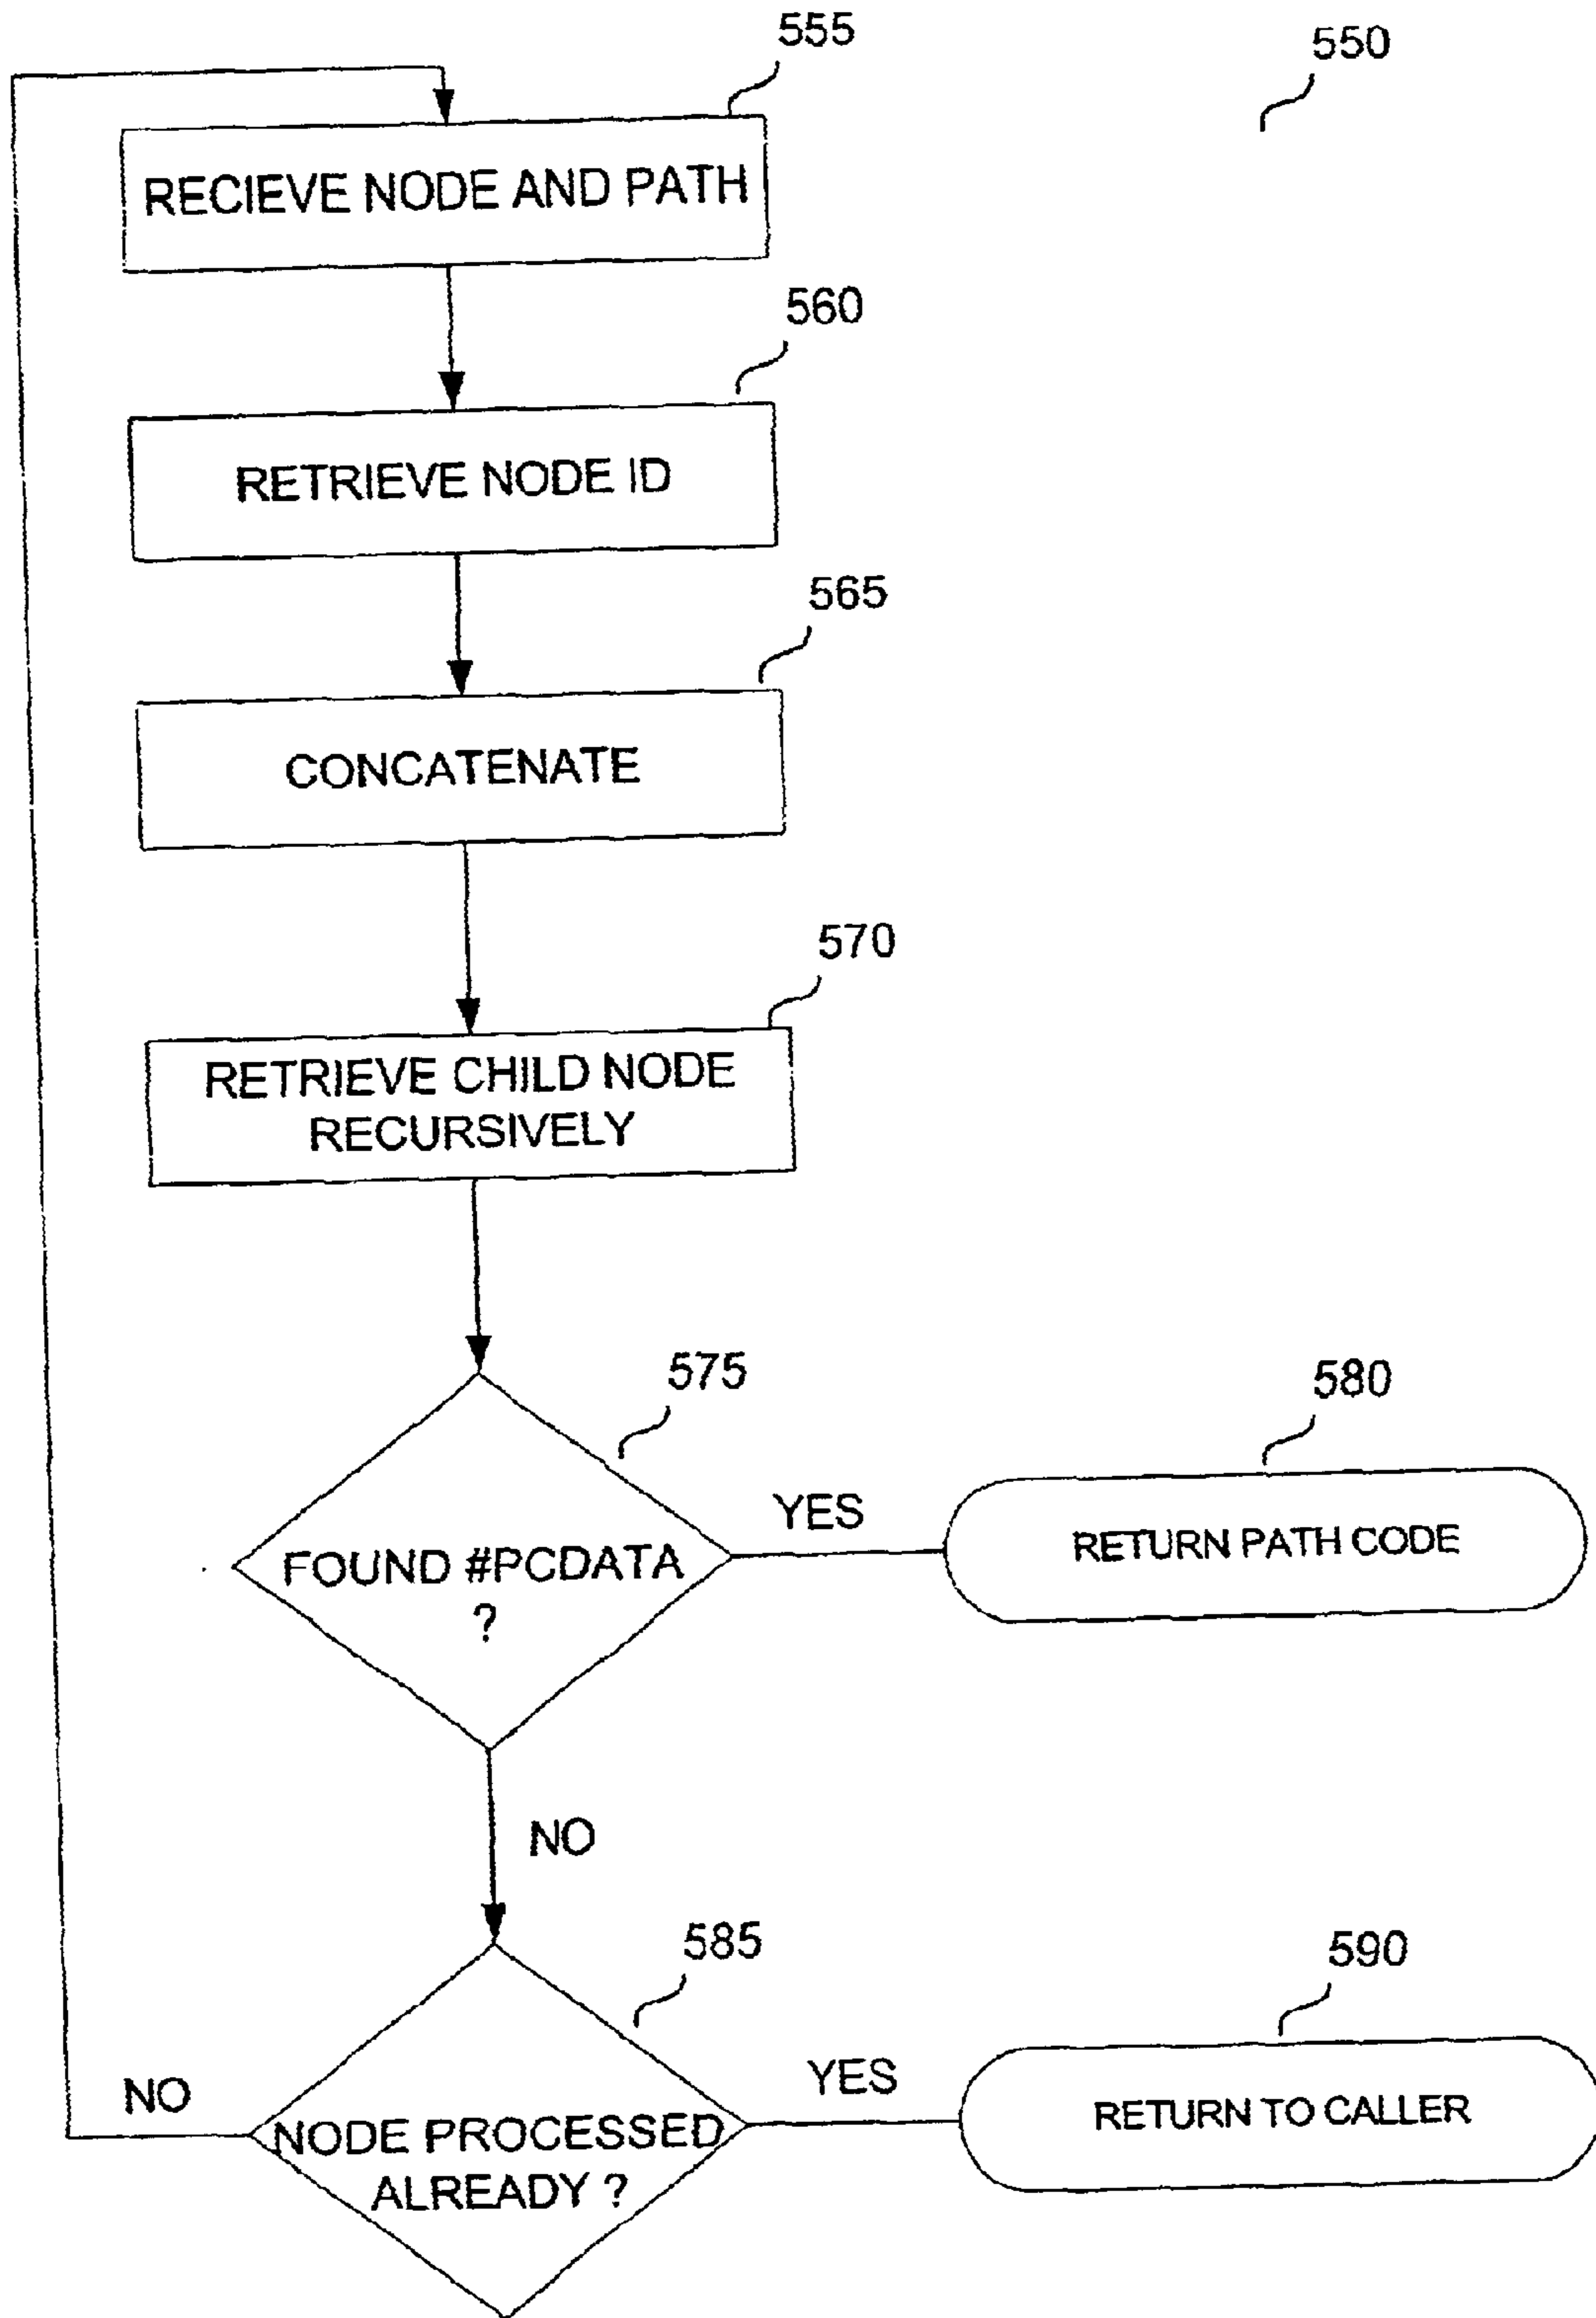 555
550
RECIEVE NODE AND PATH
560
RETRIEVE NODE ID
565
CONCATENATE
570
RETRIEVE CHILD NODE
RECURSIVELY
575
580
YES
FOUND #PCDATA
?
RETURN PATH CODE
NO
585
590
NO
YES
NODE PROCESSED
ALREADY ?
RETURN TO CALLER